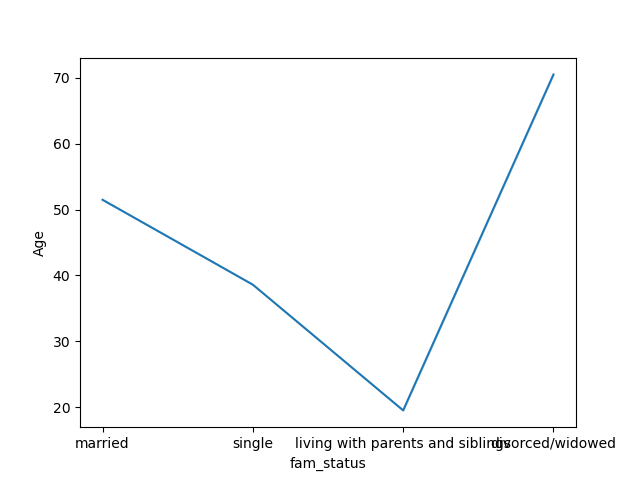 70
60
50
40
30
20
Age
married
single
living with parents and siblings
divorced/widowed
fam_status